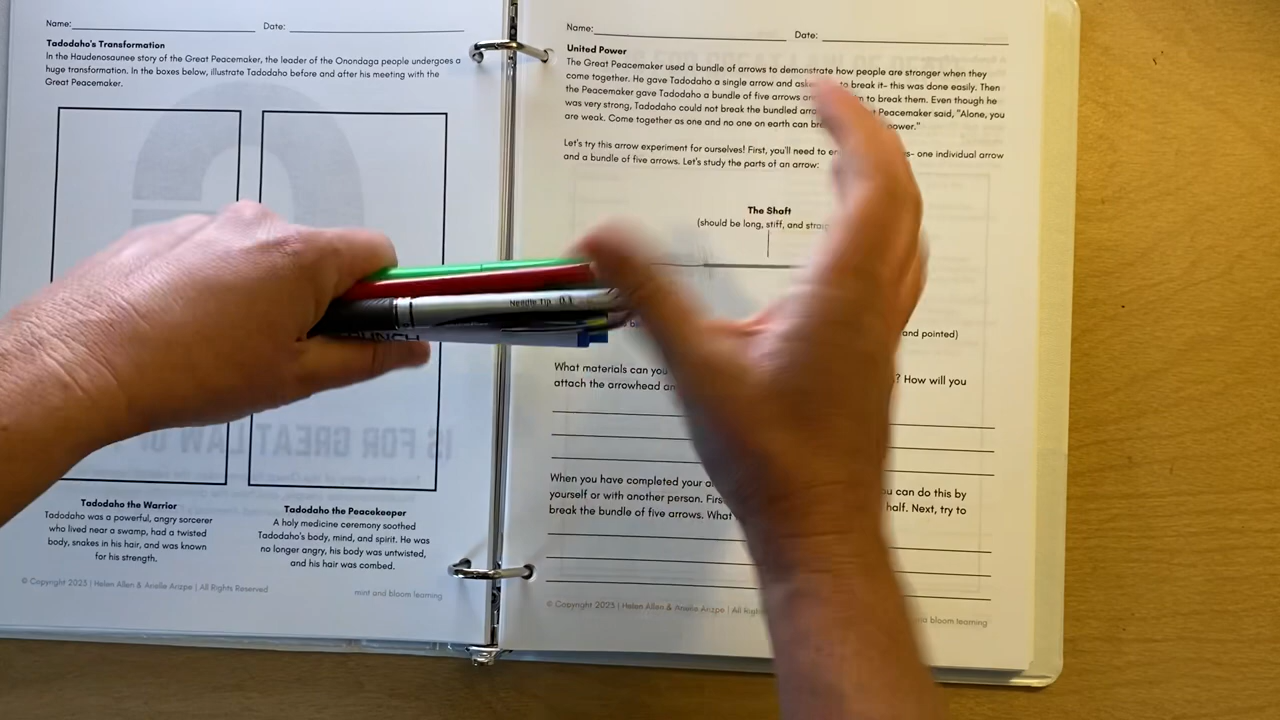 Name: Date:
Tadodaho's Transformation
In the Haudenosaunee story of the Great Peacemaker, the leader of the Onondaga people undergoes a
huge transformation. In the boxes below, illustrate Tadodaho before and after his meeting with the
Great Peacemaker.
IS FOR GREAT LAW OF
Tadodaho the Warrior
Tadodaho was a powerful, angry sorcerer
who lived near a swamp, had a twisted
body, snakes in his hair, and was known
for his strength.
Tadodaho the Peacekeeper
A holy medicine ceremony soothed
Tadodaho's body, mind, and spirit. He was
no longer angry, his body was untwisted,
and his hair was combed.
© Copyright 2023 | Helen Allen & Arielle Arizpe | All Rights Reserved
mint and bloom learning
Needle Tip 0.1
Name: Date:
United Power
The Great Peacemaker used a bundle of arrows to demonstrate how people are stronger when they
come together. He gave Tadodaho a single arrow and to break it- this was done easily. Then
the Peacemaker gave Tadodaho a bundle of five arrows to break them. Even though he
was very strong, Tadodaho could not break the bundled Peacemaker said, "Alone, you
are weak. Come together as one and no one on earth can power."
Let's try this arrow experiment for ourselves! First, you'll need to one individual arrow
and a bundle of five arrows. Let's study the parts of an arrow:
The Shaft
(should be long, stiff, and
and pointed)
What materials can you ? How will you
attach the arrowhead
When you have completed your can do this by
yourself or with another person. half. Next, try to
break the bundle of five arrows. What
© Copyright 2023 | Helen Allen & Arielle Arizpe | All
bloom learning